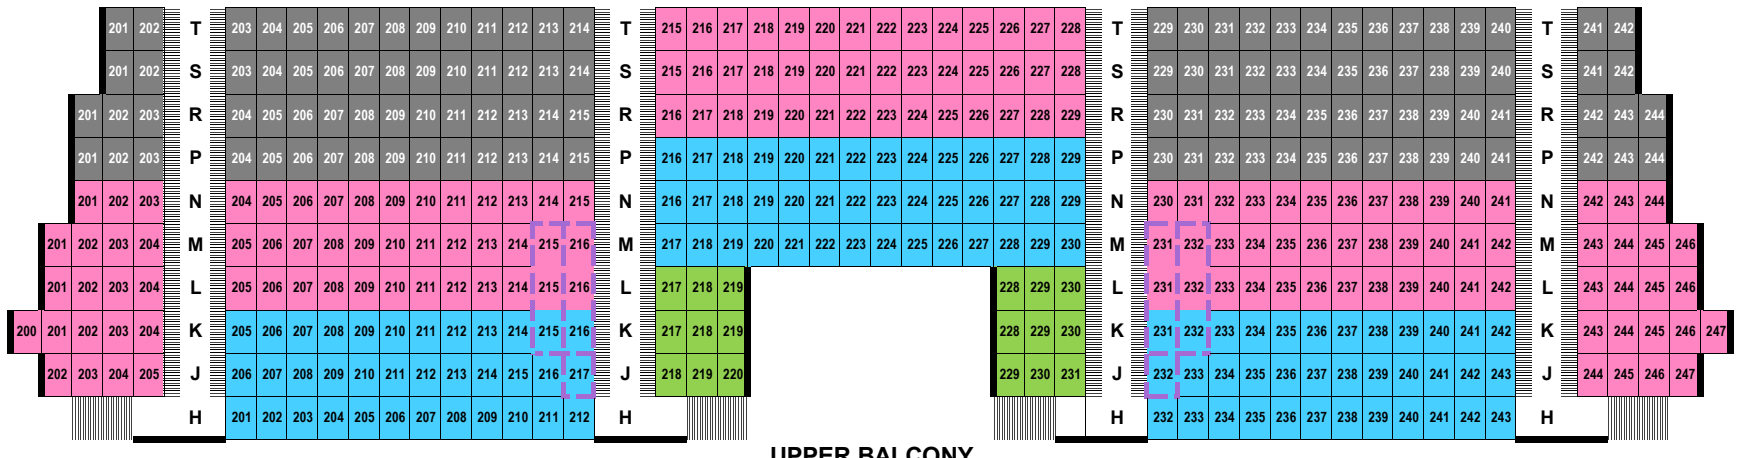 201 202 T 203 204 205 206 207 208 209 210 211 212 213 214 T 215 216 217 218 219 220 221 222 223 224 225 226 227 228 T 229 230 231 232 233 234 235 236 237 238 239 240 T 241 242
201 202 S 203 204 205 206 207 208 209 210 211 212 213 214 S 215 216 217 218 219 220 221 222 223 224 225 226 227 228 S 229 230 231 232 233 234 235 236 237 238 239 240 S 241 242
201 202 203 R 204 205 206 207 208 209 210 211 212 213 214 215 R 216 217 218 219 220 221 222 223 224 225 226 227 228 229 R 230 231 232 233 234 235 236 237 238 239 240 241 R 242 243 244
201 202 203 P 204 205 206 207 208 209 210 211 212 213 214 215 P 216 217 218 219 220 221 222 223 224 225 226 227 228 229 P 230 231 232 233 234 235 236 237 238 239 240 241 P 242 243 244
201 202 203 N 204 205 206 207 208 209 210 211 212 213 214 215 N 216 217 218 219 220 221 222 223 224 225 226 227 228 229 N 230 231 232 233 234 235 236 237 238 239 240 241 N 242 243 244
201 202 203 204 M 205 206 207 208 209 210 211 212 213 214 215 216 M 217 218 219 220 221 222 223 224 225 226 227 228 229 230 M 231 232 233 234 235 236 237 238 239 240 241 242 M 243 244 245 246
201 202 203 204 L 205 206 207 208 209 210 211 212 213 214 215 216 L 217 218 219 228 229 230 L 231 232 233 234 235 236 237 238 239 240 241 242 L 243 244 245 246
200 201 202 203 204 K 205 206 207 208 209 210 211 212 213 214 215 216 K 217 218 219 228 229 230 K 231 232 233 234 235 236 237 238 239 240 241 242 K 243 244 245 246 247
202 203 204 205 J 206 207 208 209 210 211 212 213 214 215 216 217 J 218 219 220 229 230 231 J 232 233 234 235 236 237 238 239 240 241 242 243 J 244 245 246 247
H 201 202 203 204 205 206 207 208 209 210 211 212 H H 232 233 234 235 236 237 238 239 240 241 242 243 H
UPPER BALCONY